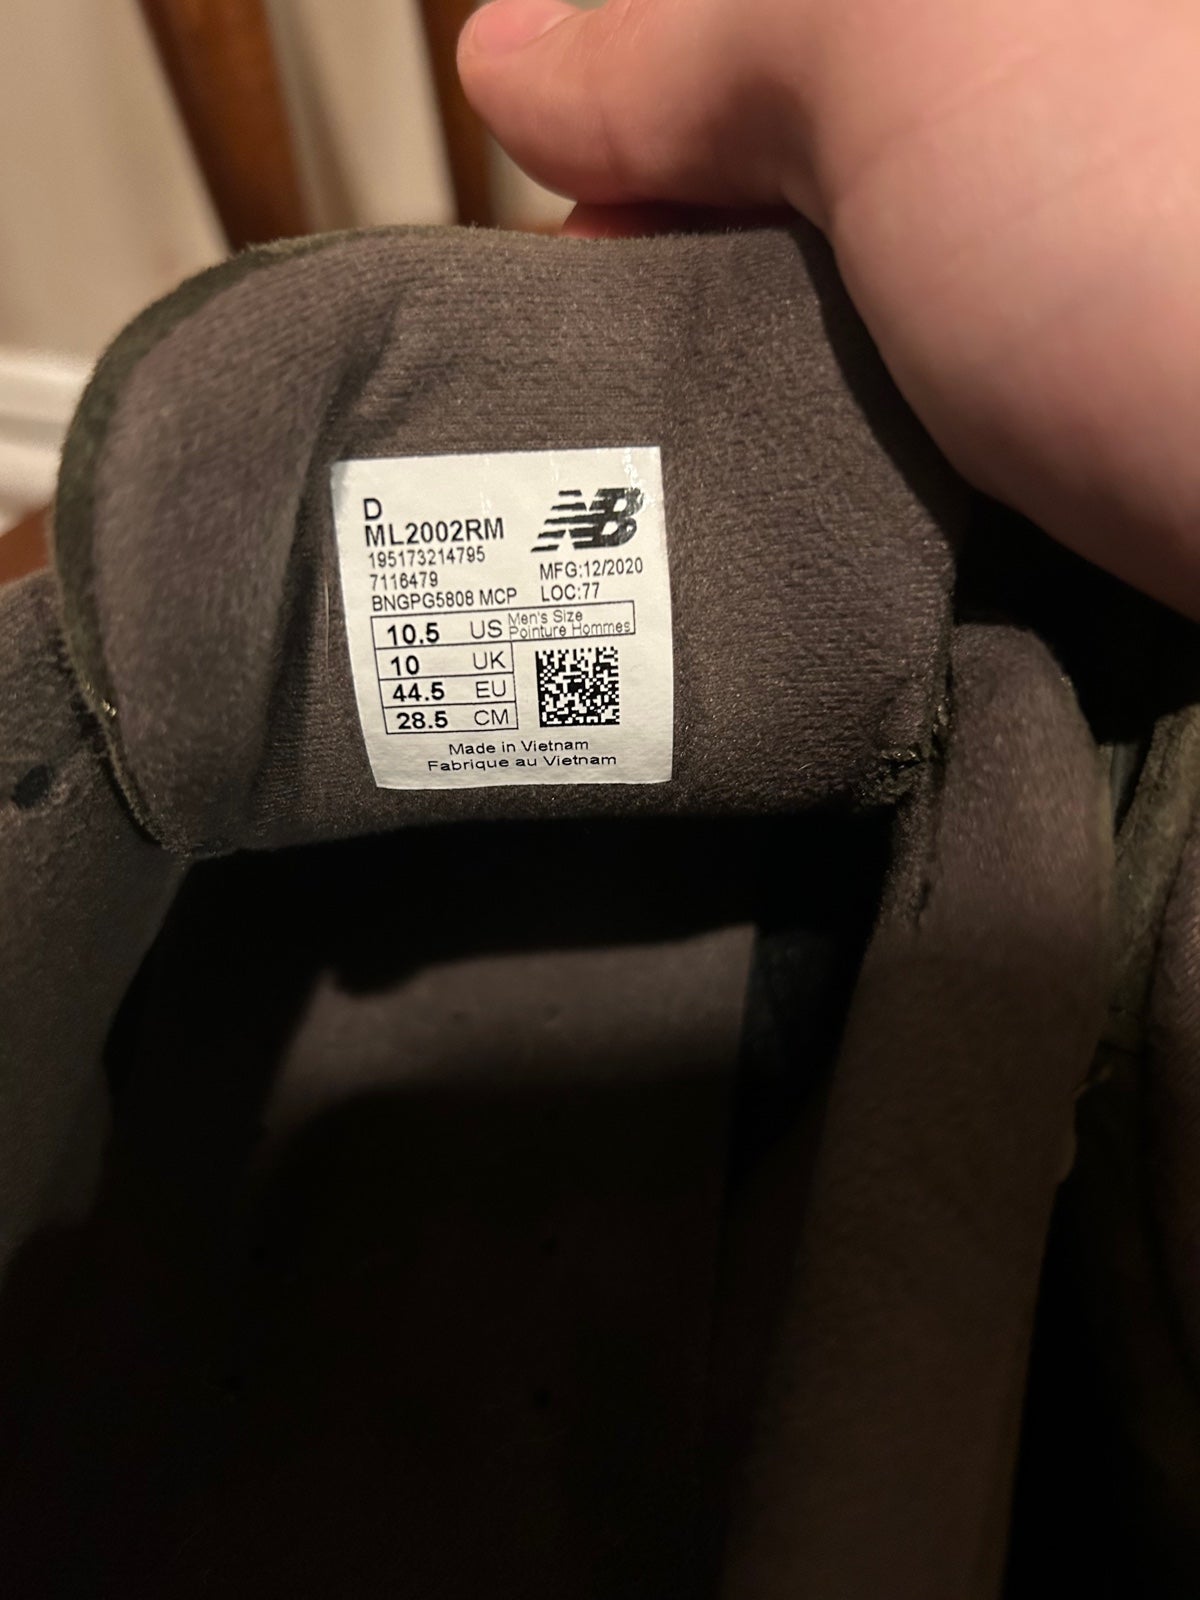 D
ML2002RM
NB
195173214795
7116479
MFG:12/2020
BNGPG5808 MCP LOC:77
10.5 US Men's Size
Pointure Hommes
10 UK
44.5 EU
28.5 CM
Made in Vietnam
Fabrique au Vietnam